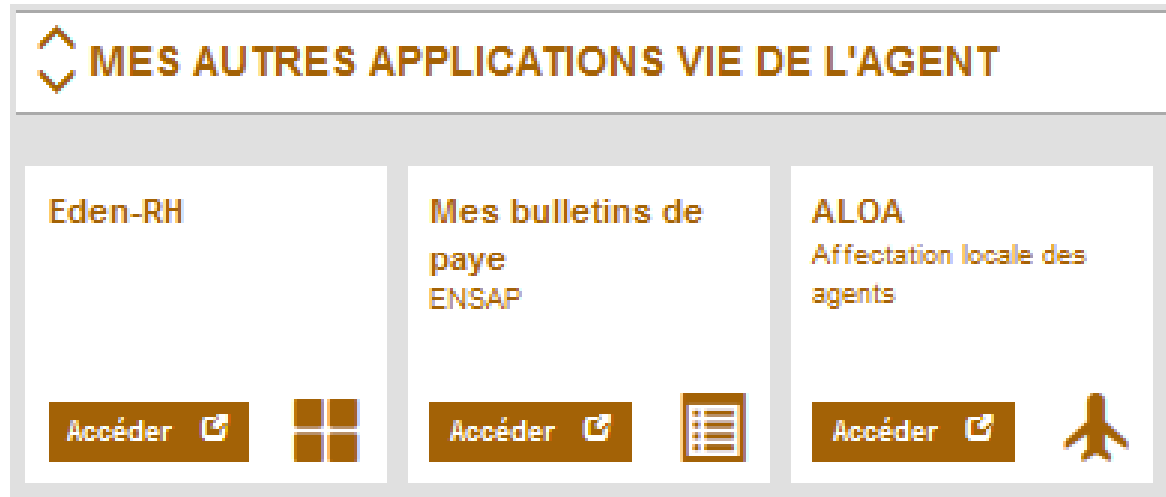 MES AUTRES APPLICATIONS VIE DE L'AGENT
Eden-RH
Mes bulletins de
paye
ENSAP
ALOA
Affectation locale des
agents
Accéder
Accéder
Accéder